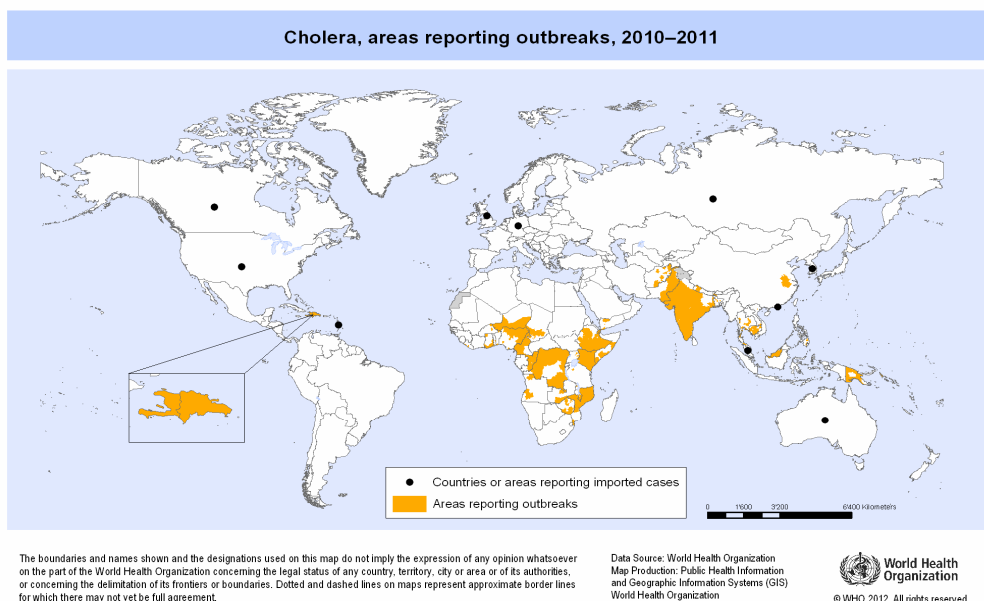 Cholera, areas reporting outbreaks, 2010–2011
Countries or areas reporting imported cases
Areas reporting outbreaks
0 1'600 3'200 6'400 Kilometers
The boundaries and names shown and the designations used on this map do not imply the expression of any opinion whatsoever
on the part of the World Health Organization concerning the legal status of any country, territory, city or area or of its authorities,
or concerning the delimitation of its frontiers or boundaries. Dotted and dashed lines on maps represent approximate border lines
for which there may not yet be full agreement.
Data Source: World Health Organization
Map Production: Public Health Information
and Geographic Information Systems (GIS)
World Health Organization
World Health
Organization
© WHO 2012. All rights reserved